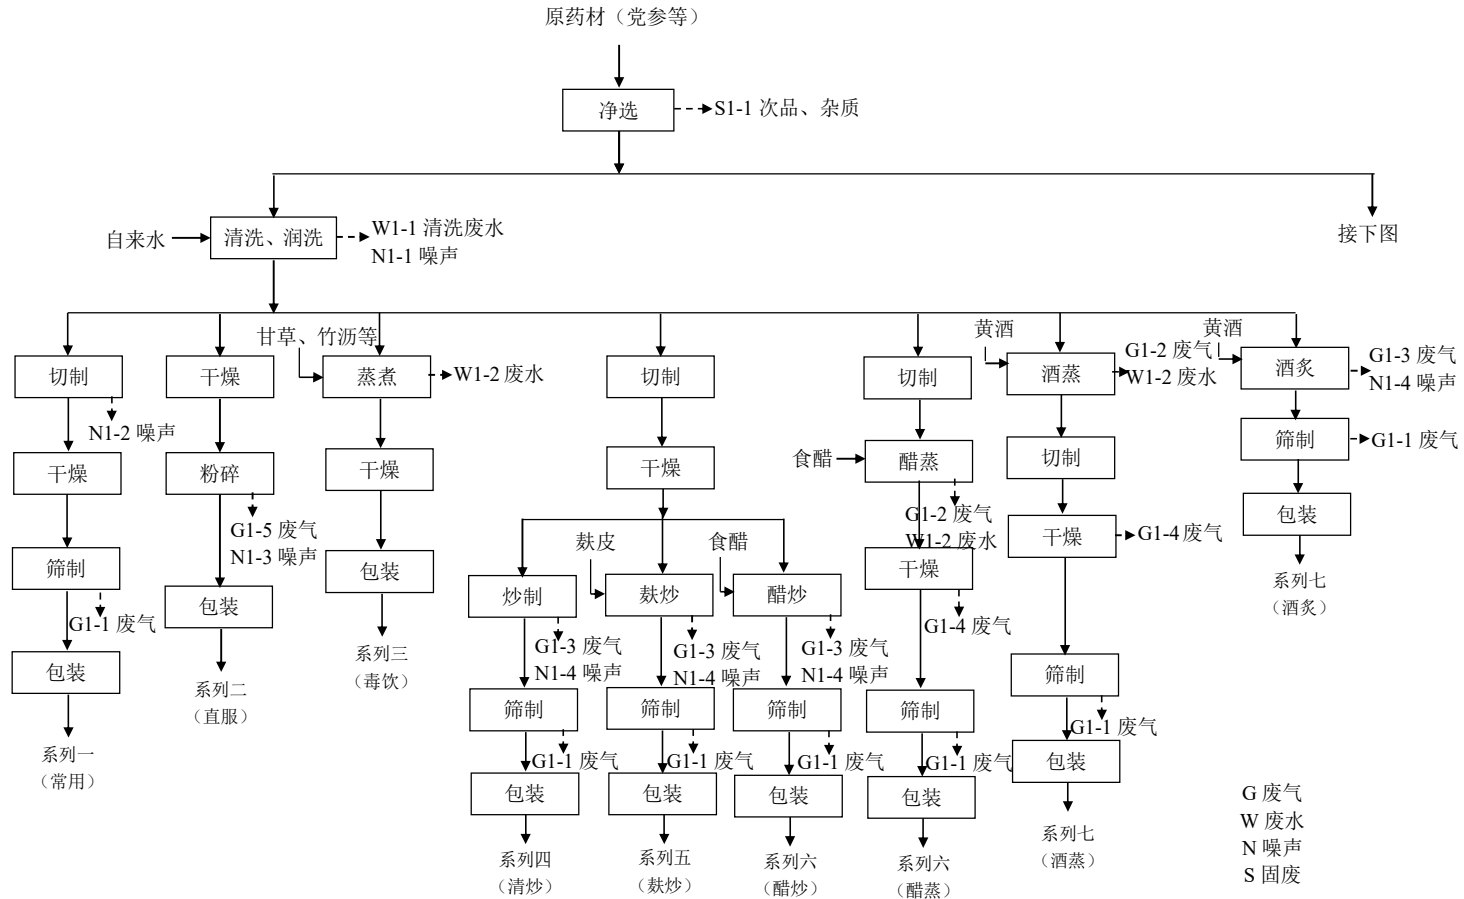 原药材（党参等）
净选
S1-1 次品、杂质
自来水
清洗、润洗
W1-1 清洗废水
N1-1 噪声
接下图
切制
N1-2 噪声
干燥
筛制
G1-1 废气
包装
系列一
（常用）
干燥
粉碎
G1-5 废气
N1-3 噪声
包装
系列二
（直服）
甘草、竹沥等
蒸煮
W1-2 废水
干燥
包装
系列三
（毒饮）
切制
干燥
炒制
G1-3 废气
N1-4 噪声
筛制
G1-1 废气
包装
系列四
（清炒）
麸皮
麸炒
G1-3 废气
N1-4 噪声
筛制
G1-1 废气
包装
系列五
（麸炒）
食醋
醋炒
G1-3 废气
N1-4 噪声
筛制
G1-1 废气
包装
系列六
（醋炒）
切制
食醋
醋蒸
G1-2 废气
W1-2 废水
干燥
G1-4 废气
筛制
G1-1 废气
包装
系列六
（醋蒸）
黄酒
酒蒸
G1-2 废气
W1-2 废水
切制
干燥
G1-4 废气
筛制
G1-1 废气
包装
系列七
（酒蒸）
黄酒
酒炙
G1-3 废气
N1-4 噪声
筛制
G1-1 废气
包装
系列七
（酒炙）
G 废气
W 废水
N 噪声
S 固废